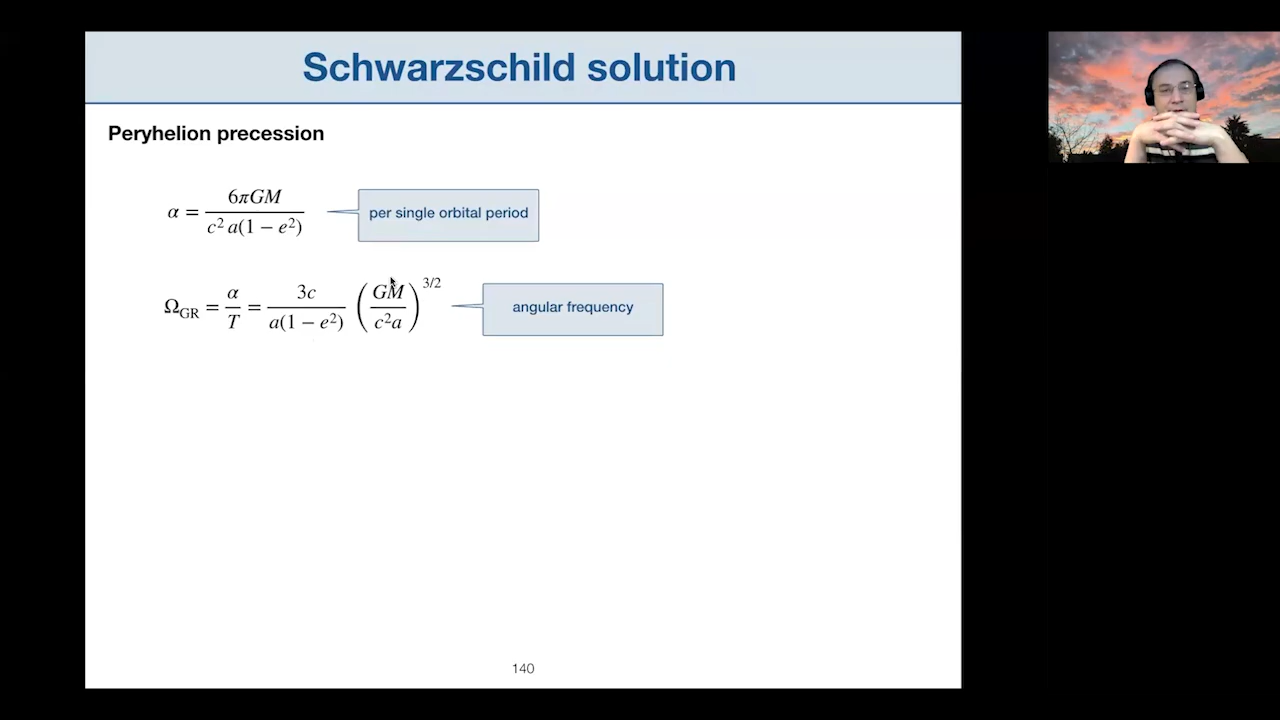 Schwarzschild solution
Peryhelion precession
α = 6πGM / c² a(1 − e²)
per single orbital period
Ω_GR = α / T = 3c / a(1 − e²) (GM / c²a)^3/2
angular frequency
140